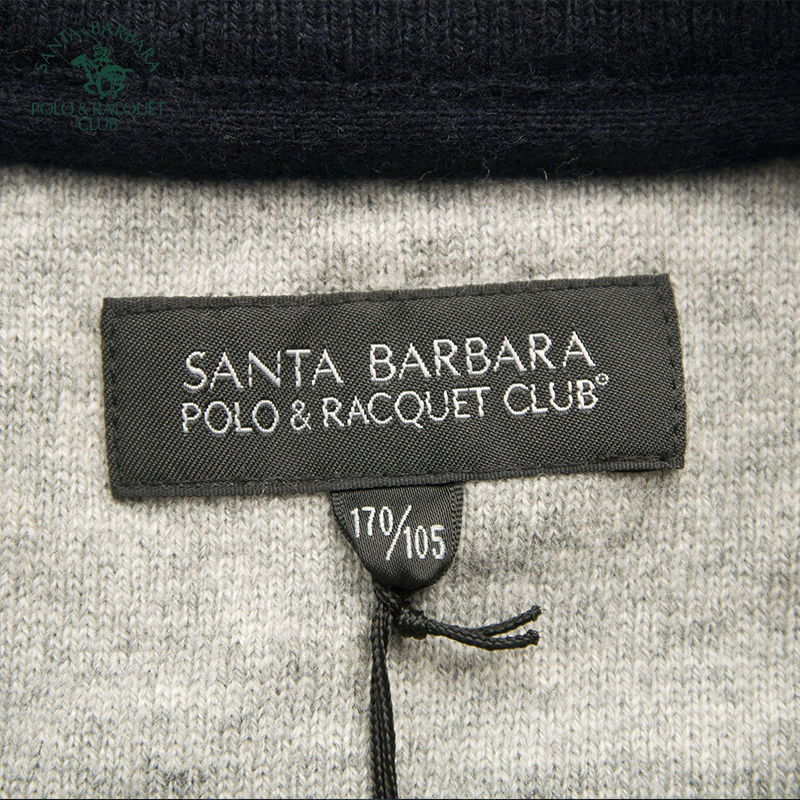 SANTA BARBARA
POLO & RACQUET
CLUB
SANTA BARBARA
POLO & RACQUET CLUB®
170/105